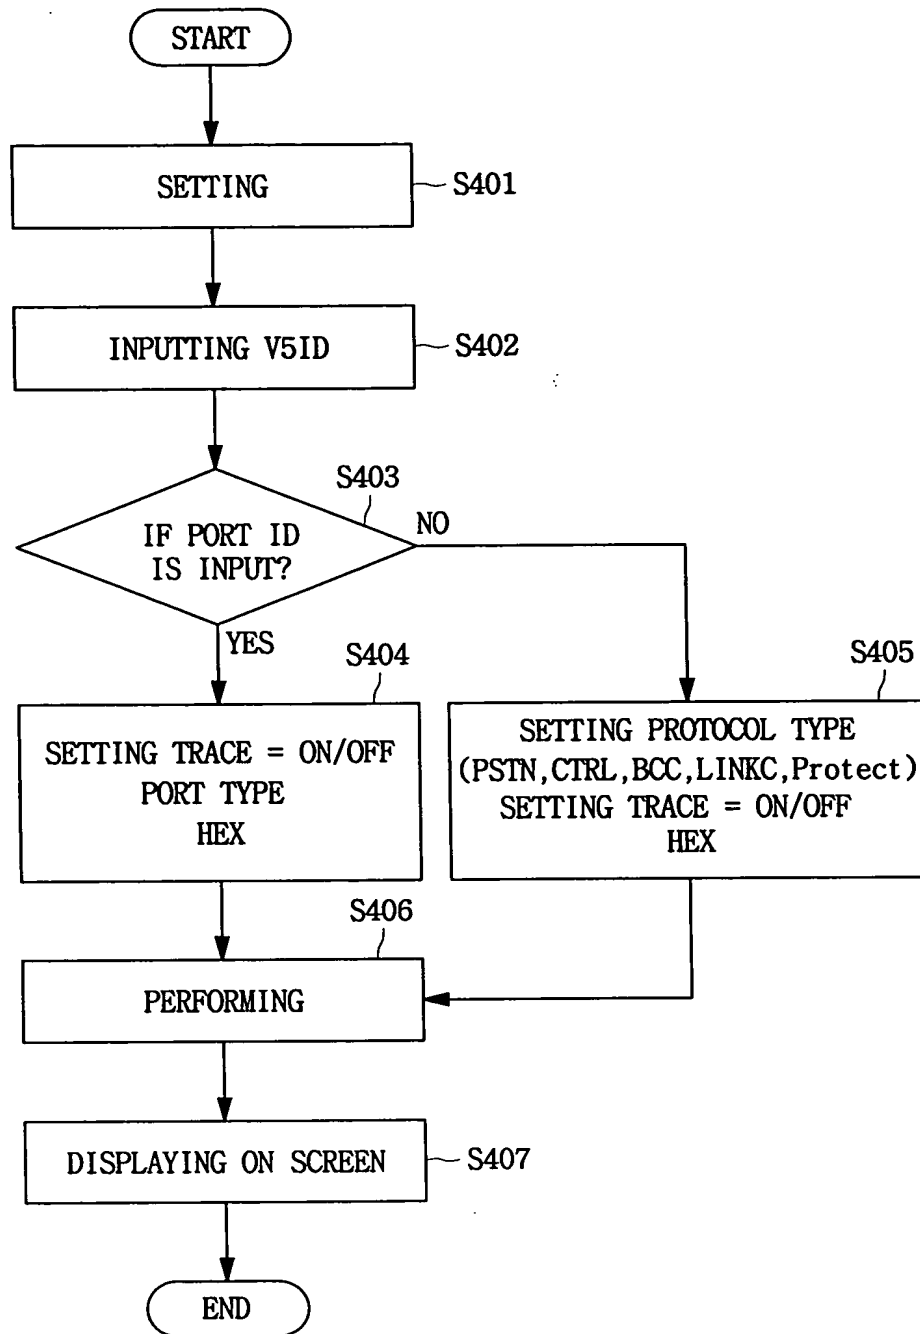 START
SETTING
S401
INPUTTING V5ID
S402
S403
IF PORT ID
IS INPUT?
NO
YES
S404
SETTING TRACE = ON/OFF
PORT TYPE
HEX
S405
SETTING PROTOCOL TYPE
(PSTN,CTRL,BCC,LINKC,Protect)
SETTING TRACE = ON/OFF
HEX
S406
PERFORMING
DISPLAYING ON SCREEN
S407
END